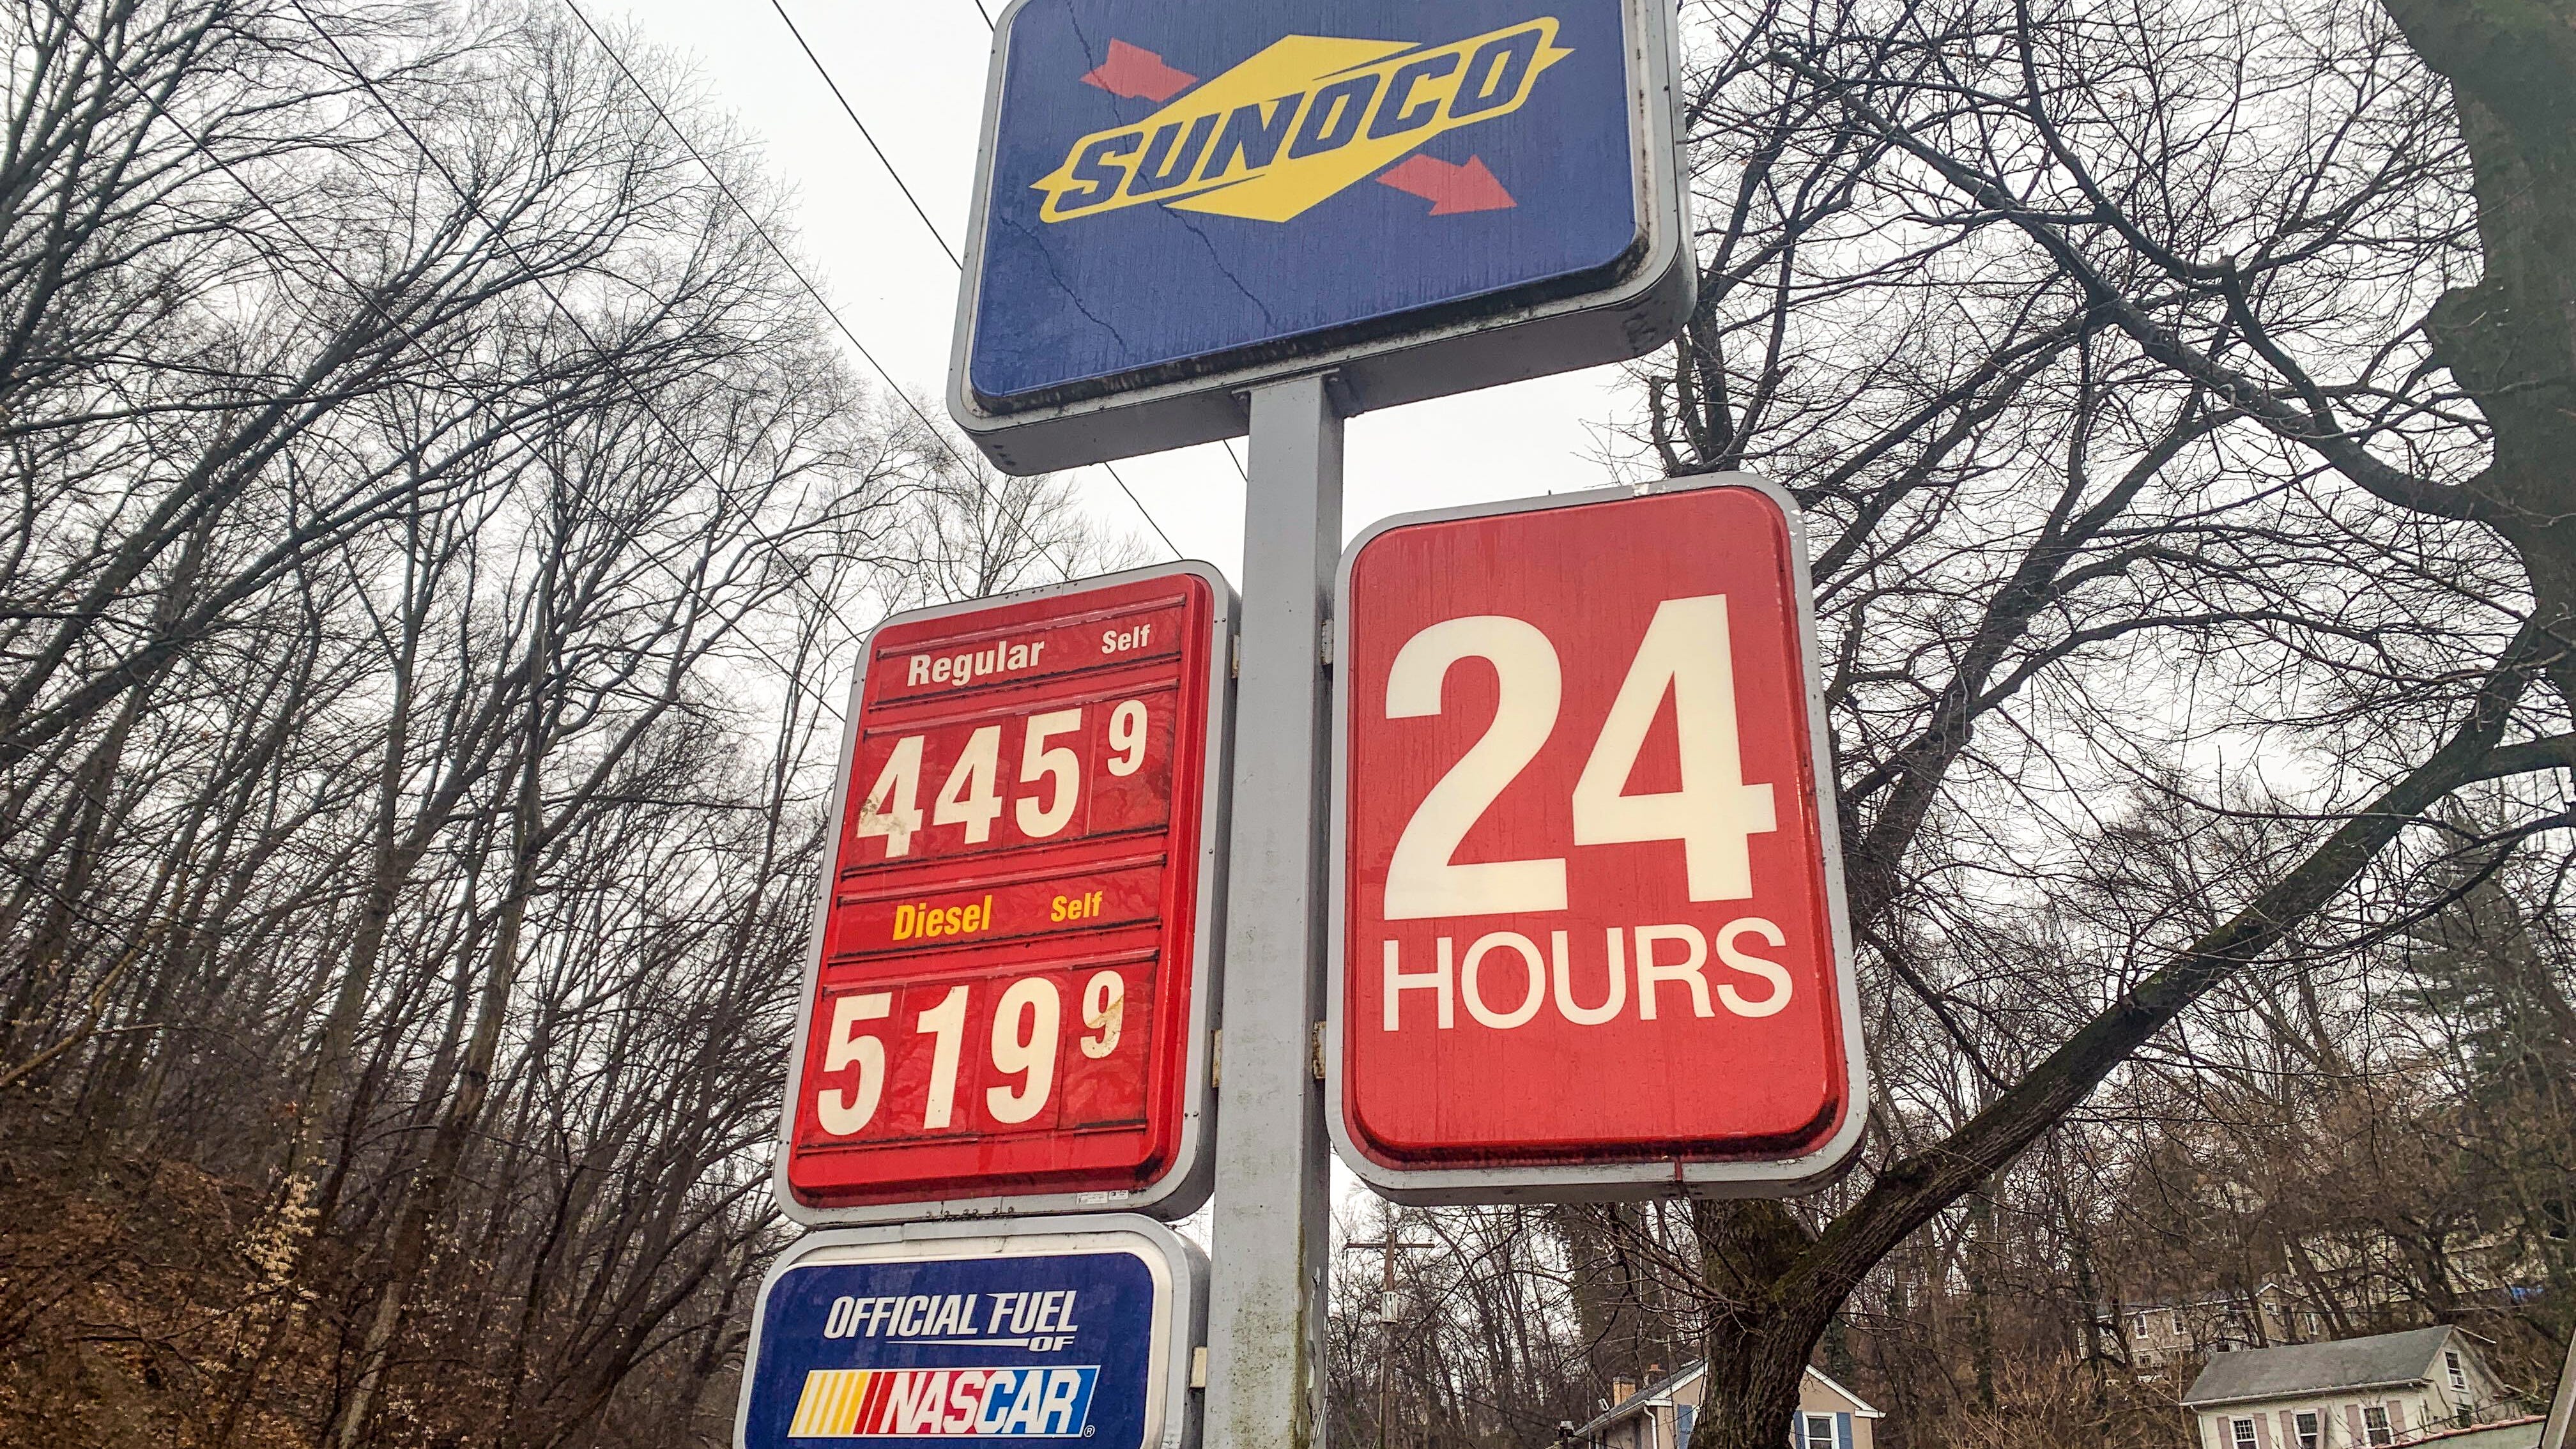 SUNOCO
Regular Self
445 9
Diesel Self
519 9
24
HOURS
OFFICIAL FUEL
OF
NASCAR®